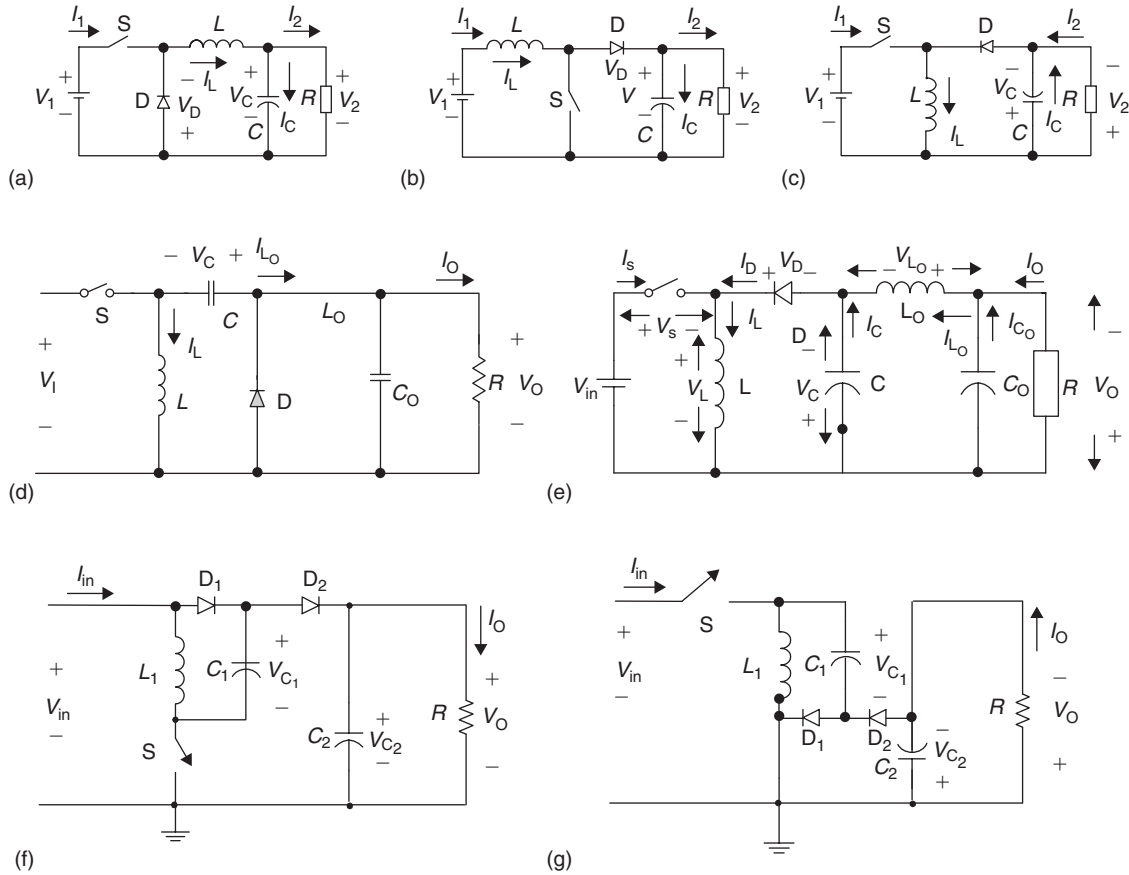 I1 S L I2
+ V1 −
− IL
D VD +
+ VC − C IC
R + V2 −
(a)
I1 L D I2
IL VD
+ V1 −
S
+ V − C IC
R + V2 −
(b)
I1 S D I2
+ V1 −
L IL
− VC + C IC
R − V2 +
(c)
− VC + ILO IO
S C LO
IL
+ VI −
L D CO R
+ VO −
(d)
Is ID + VD − − VLO + IO
+ Vs − IL D IC LO ILO ICO
Vin
+ VL − L
− VC + C
CO R
− VO +
(e)
Iin D1 D2
IO
+ Vin −
L1 C1 + VC1 −
S
C2 + VC2 −
R + VO −
(f)
Iin S
IO
+ Vin −
L1 C1 + VC1 −
D1 D2
− VC2 + C2
R − VO +
(g)